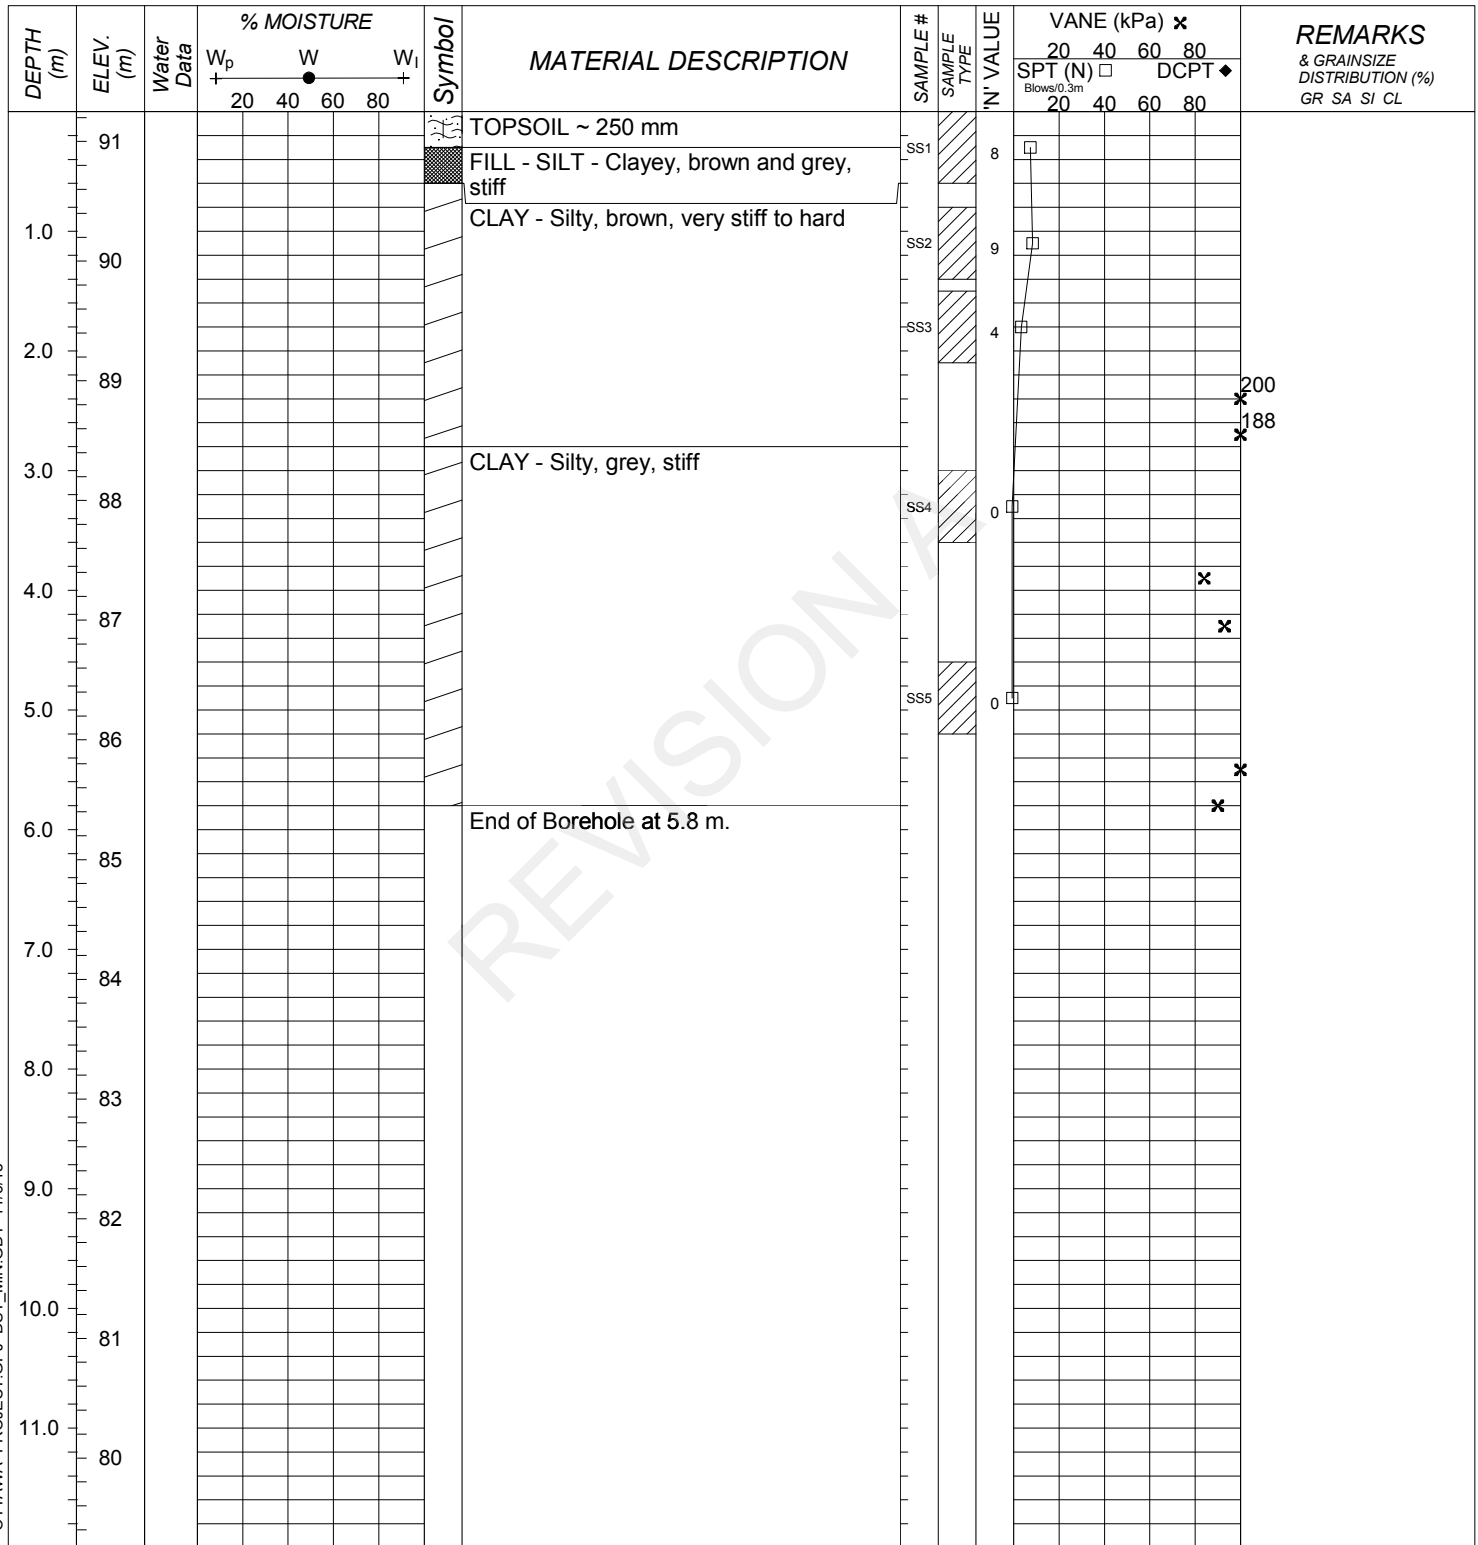 DEPTH (m)
ELEV. (m)
Water Data
% MOISTURE
Wp W Wl
20 40 60 80
Symbol
MATERIAL DESCRIPTION
SAMPLE #
SAMPLE TYPE
'N' VALUE
VANE (kPa)
20 40 60 80
SPT (N) DCPT
Blows/0.3m
20 40 60 80
REMARKS
& GRAINSIZE
DISTRIBUTION (%)
GR SA SI CL
TOPSOIL ~ 250 mm
91
SS1 8
FILL - SILT - Clayey, brown and grey,
stiff
CLAY - Silty, brown, very stiff to hard
1.0
SS2 9
90
SS3 4
2.0
89
200
188
CLAY - Silty, grey, stiff
3.0
88
SS4 0
4.0
87
SS5 0
5.0
86
End of Borehole at 5.8 m.
6.0
85
7.0
84
8.0
83
9.0
82
10.0
81
11.0
80
REVISION A